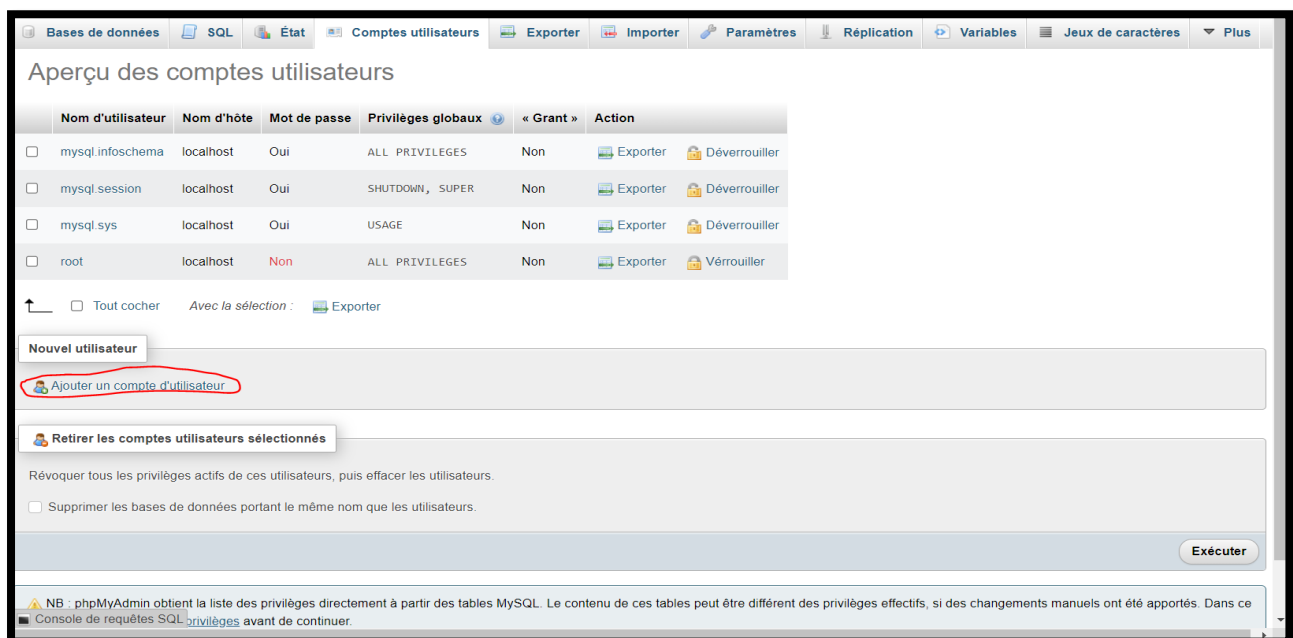 Bases de données SQL État Comptes utilisateurs Exporter Importer Paramètres Réplication Variables Jeux de caractères Plus
Aperçu des comptes utilisateurs
Nom d'utilisateur Nom d'hôte Mot de passe Privilèges globaux « Grant » Action
mysql.infoschema localhost Oui ALL PRIVILEGES Non Exporter Déverrouiller
mysql.session localhost Oui SHUTDOWN, SUPER Non Exporter Déverrouiller
mysql.sys localhost Oui USAGE Non Exporter Déverrouiller
root localhost Non ALL PRIVILEGES Non Exporter Vérrouiller
Tout cocher Avec la sélection : Exporter
Nouvel utilisateur
Ajouter un compte d'utilisateur
Retirer les comptes utilisateurs sélectionnés
Révoquer tous les privilèges actifs de ces utilisateurs, puis effacer les utilisateurs.
Supprimer les bases de données portant le même nom que les utilisateurs.
Exécuter
NB : phpMyAdmin obtient la liste des privilèges directement à partir des tables MySQL. Le contenu de ces tables peut être différent des privilèges effectifs, si des changements manuels ont été apportés. Dans ce
Console de requêtes SQL privilèges avant de continuer.